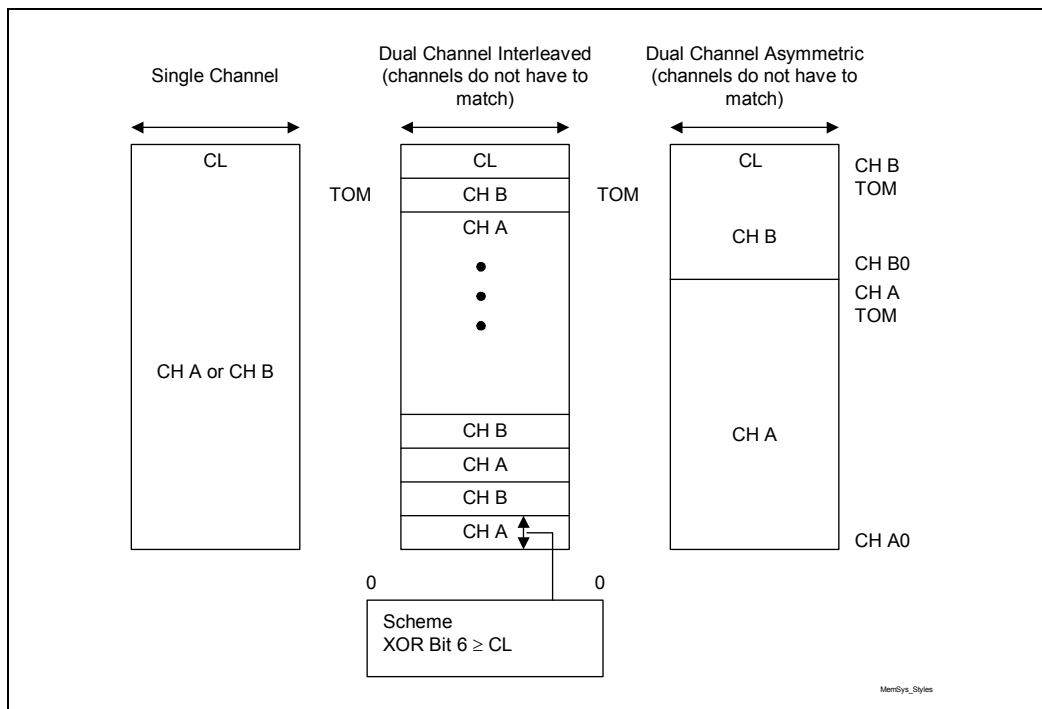 Single Channel
Dual Channel Interleaved
(channels do not have to
match)
Dual Channel Asymmetric
(channels do not have to
match)
CL
CH A or CH B
TOM
CL
CH B
CH A
CH B
CH A
CH B
CH A
TOM
CL
CH B
CH A
CH B
TOM
CH B0
CH A
TOM
CH A0
0
0
Scheme
XOR Bit 6 ≥ CL
MemSys_Styles